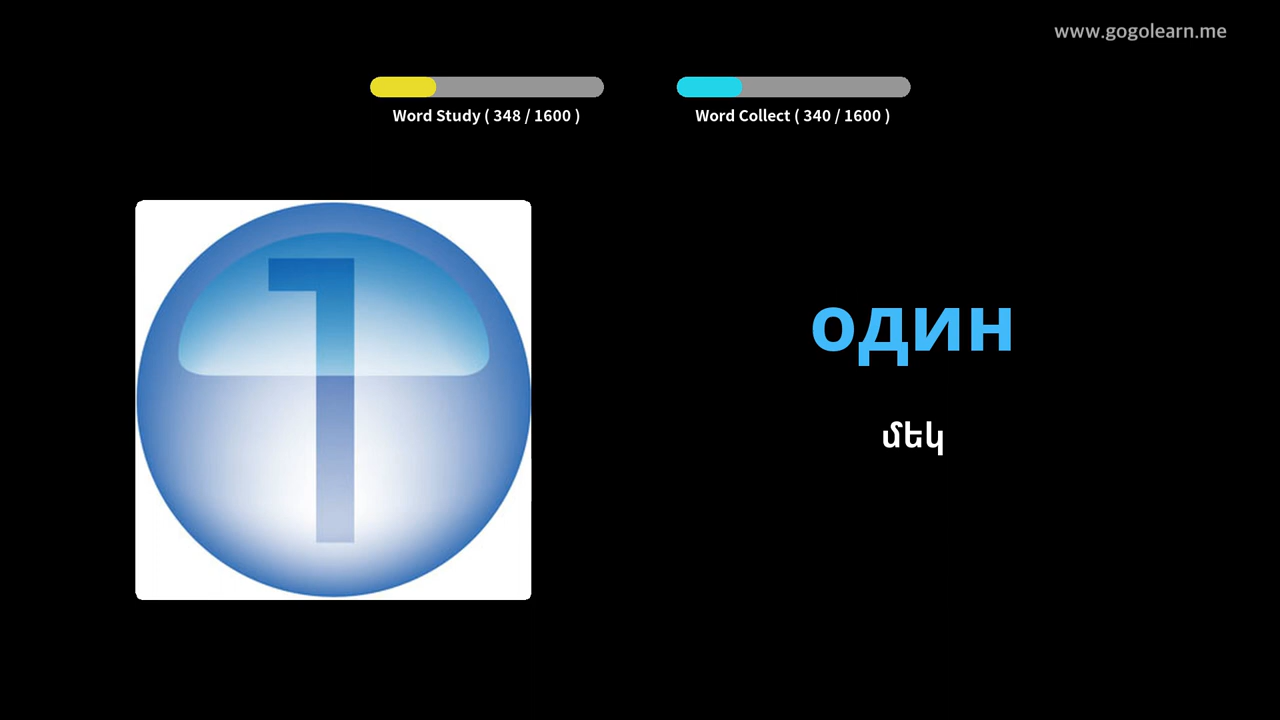 www.gogolearn.me
Word Study ( 348 / 1600 )
Word Collect ( 340 / 1600 )
1
один
մեկ